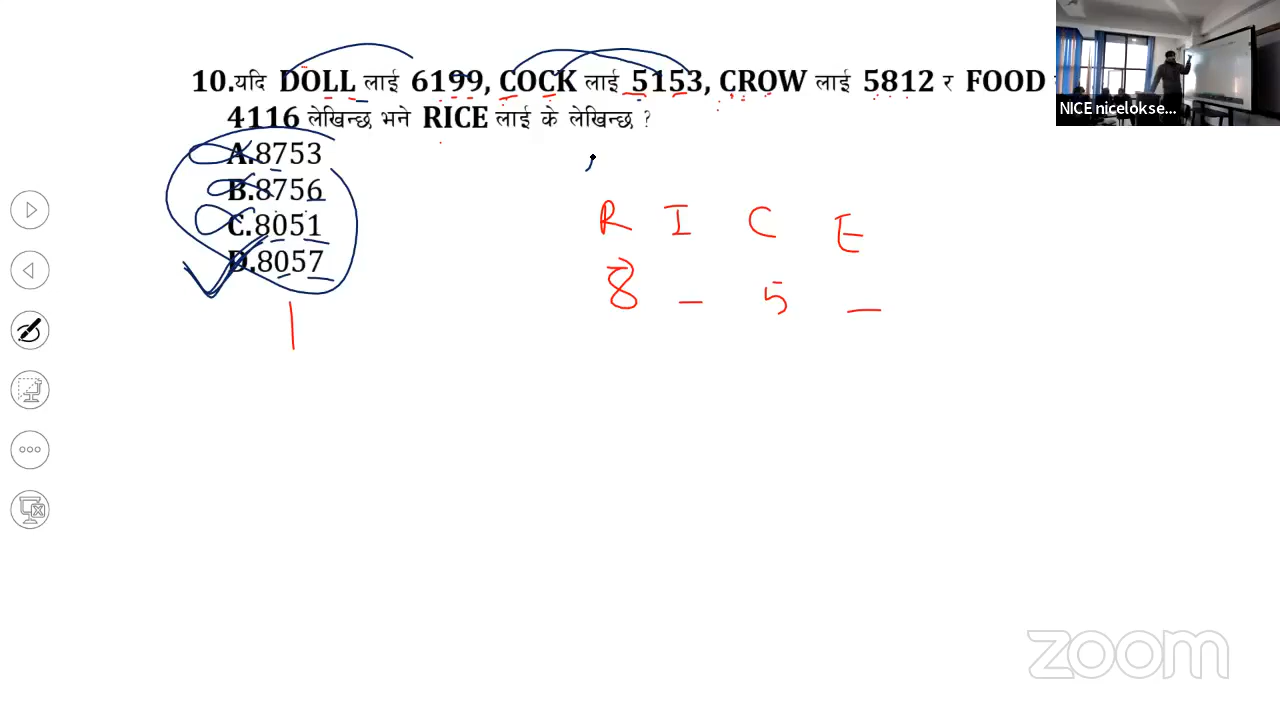 10.यदि DOLL लाई 6199, COCK लाई 5153, CROW लाई 5812 र FOOD
4116 लेखिन्छ भने RICE लाई के लेखिन्छ ?
A.8753
B.8756
C.8051
D.8057
R I C E
8 _ 5 _
NICE nicelokse...
zoom